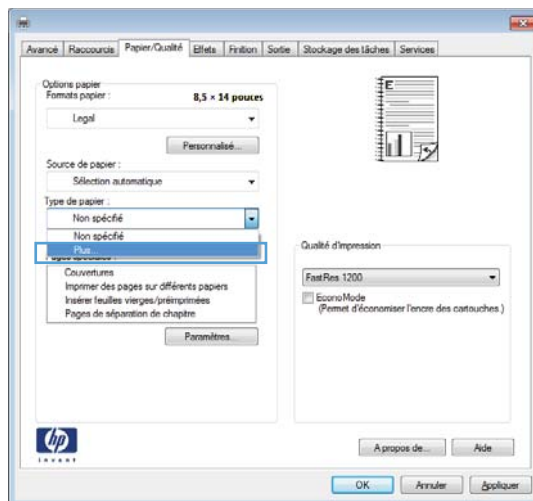 Avancé Raccourcis Papier/Qualité Effets Finition Sortie Stockage des tâches Services
Options papier
Formats papier : 8,5 × 14 pouces
Legal
Personnalisé...
Source de papier :
Sélection automatique
Type de papier :
Non spécifié
Non spécifié
Plus...
Pages spéciales :
Couvertures
Imprimer des pages sur différents papiers
Insérer feuilles vierges/préimprimées
Pages de séparation de chapitre
Paramètres...
E
Qualité d'impression
FastRes 1200
EconoMode
(Permet d'économiser l'encre des cartouches.)
hp
invent
A propos de... Aide
OK Annuler Appliquer